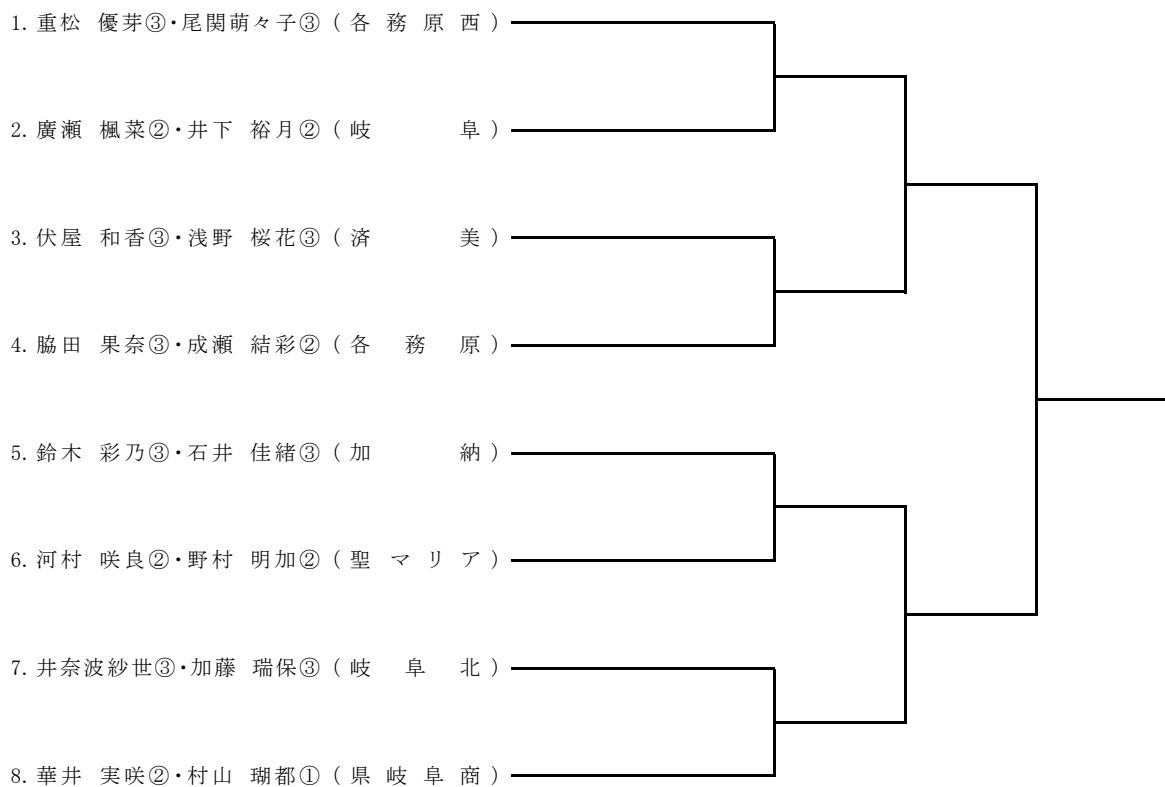 1. 重松 優芽③・尾関萌々子③ ( 各 務 原 西 )
2. 廣瀬 楓菜②・井下 裕月② ( 岐 阜 )
3. 伏屋 和香③・浅野 桜花③ ( 済 美 )
4. 脇田 果奈③・成瀬 結彩② ( 各 務 原 )
5. 鈴木 彩乃③・石井 佳緒③ ( 加 納 )
6. 河村 咲良②・野村 明加② ( 聖 マ リ ア )
7. 井奈波紗世③・加藤 瑞保③ ( 岐 阜 北 )
8. 華井 実咲②・村山 瑚都① ( 県 岐 阜 商 )